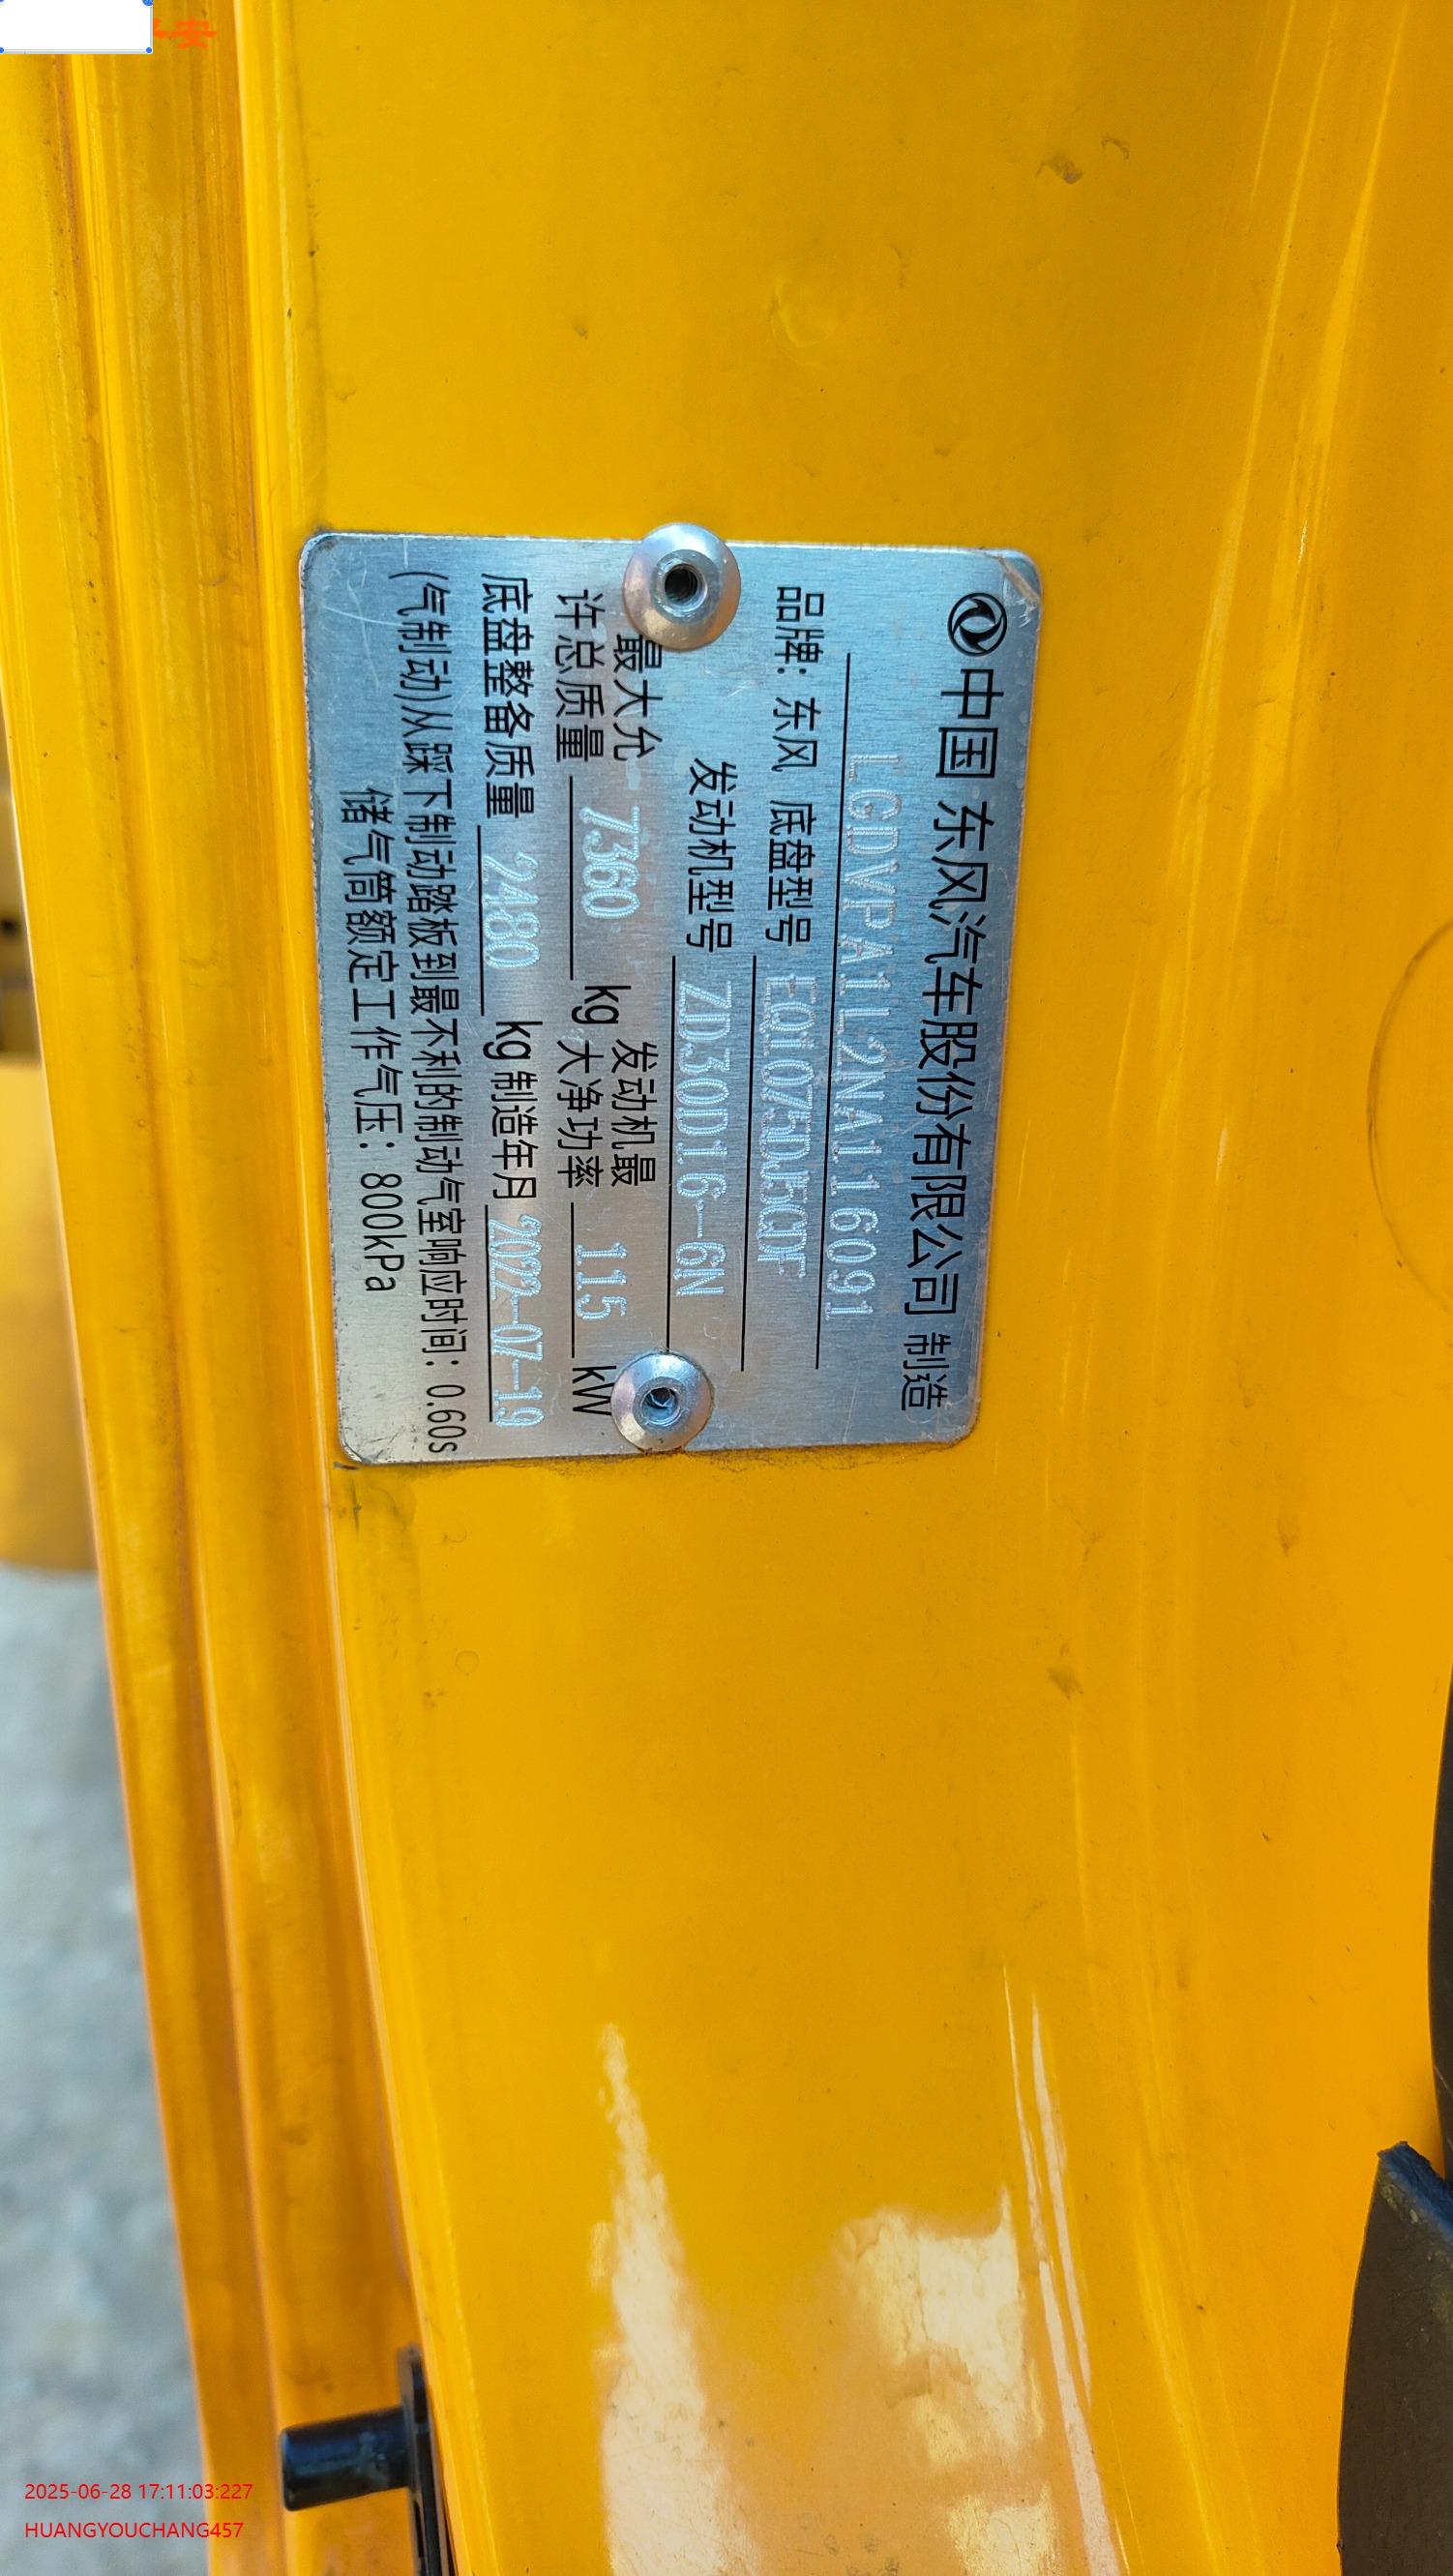 平安
中国 东风汽车股份有限公司 制造
LGDVPA1L2NA116091
品牌: 东风 底盘型号 EQ1075DJ5CDF
发动机型号 ZD30D16-6N
最大允许总质量 7360 kg 发动机最大净功率 115 kW
底盘整备质量 2480 kg 制造年月 2022-07-19
(气制动)从踩下制动踏板到最不利的制动气室响应时间: 0.60s
储气筒额定工作气压: 800kPa
2025-06-28 17:11:03:227
HUANGYOUCHANG457